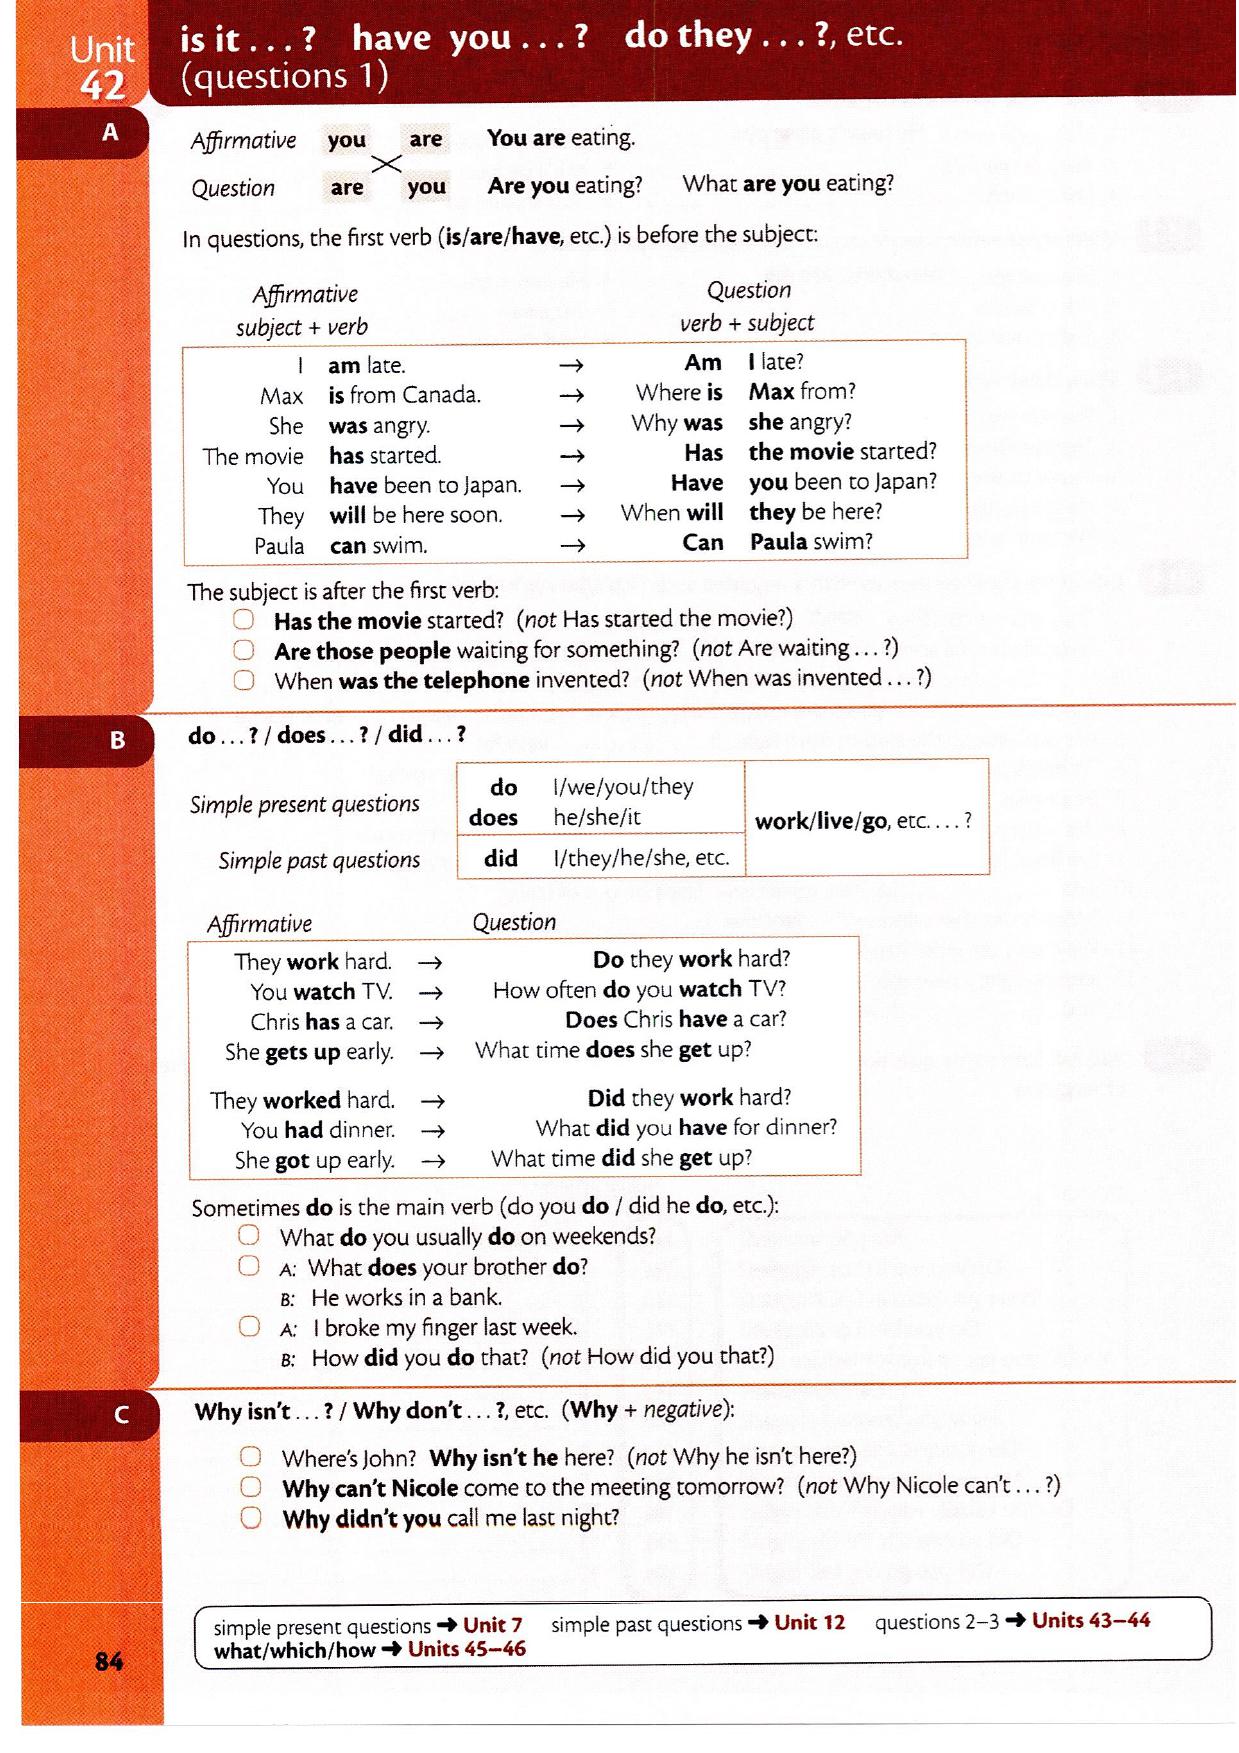 Unit
42
is it . . . ? have you . . . ? do they . . . ?, etc.
(questions 1)
A
Affirmative you are You are eating.
Question are you Are you eating? What are you eating?
In questions, the first verb (is/are/have, etc.) is before the subject:
Affirmative Question
subject + verb verb + subject
I am late. → Am I late?
Max is from Canada. → Where is Max from?
She was angry. → Why was she angry?
The movie has started. → Has the movie started?
You have been to Japan. → Have you been to Japan?
They will be here soon. → When will they be here?
Paula can swim. → Can Paula swim?
The subject is after the first verb:
Has the movie started? (not Has started the movie?)
Are those people waiting for something? (not Are waiting . . . ?)
When was the telephone invented? (not When was invented . . . ?)
B
do . . . ? / does . . . ? / did . . . ?
Simple present questions do I/we/you/they
does he/she/it
work/live/go, etc. . . . ?
Simple past questions did I/they/he/she, etc.
Affirmative Question
They work hard. → Do they work hard?
You watch TV. → How often do you watch TV?
Chris has a car. → Does Chris have a car?
She gets up early. → What time does she get up?
They worked hard. → Did they work hard?
You had dinner. → What did you have for dinner?
She got up early. → What time did she get up?
Sometimes do is the main verb (do you do / did he do, etc.):
What do you usually do on weekends?
A: What does your brother do?
B: He works in a bank.
A: I broke my finger last week.
B: How did you do that? (not How did you that?)
C
Why isn't . . . ? / Why don't . . . ?, etc. (Why + negative):
Where's John? Why isn't he here? (not Why he isn't here?)
Why can't Nicole come to the meeting tomorrow? (not Why Nicole can't . . . ?)
Why didn't you call me last night?
simple present questions → Unit 7 simple past questions → Unit 12 questions 2–3 → Units 43–44
what/which/how → Units 45–46
84